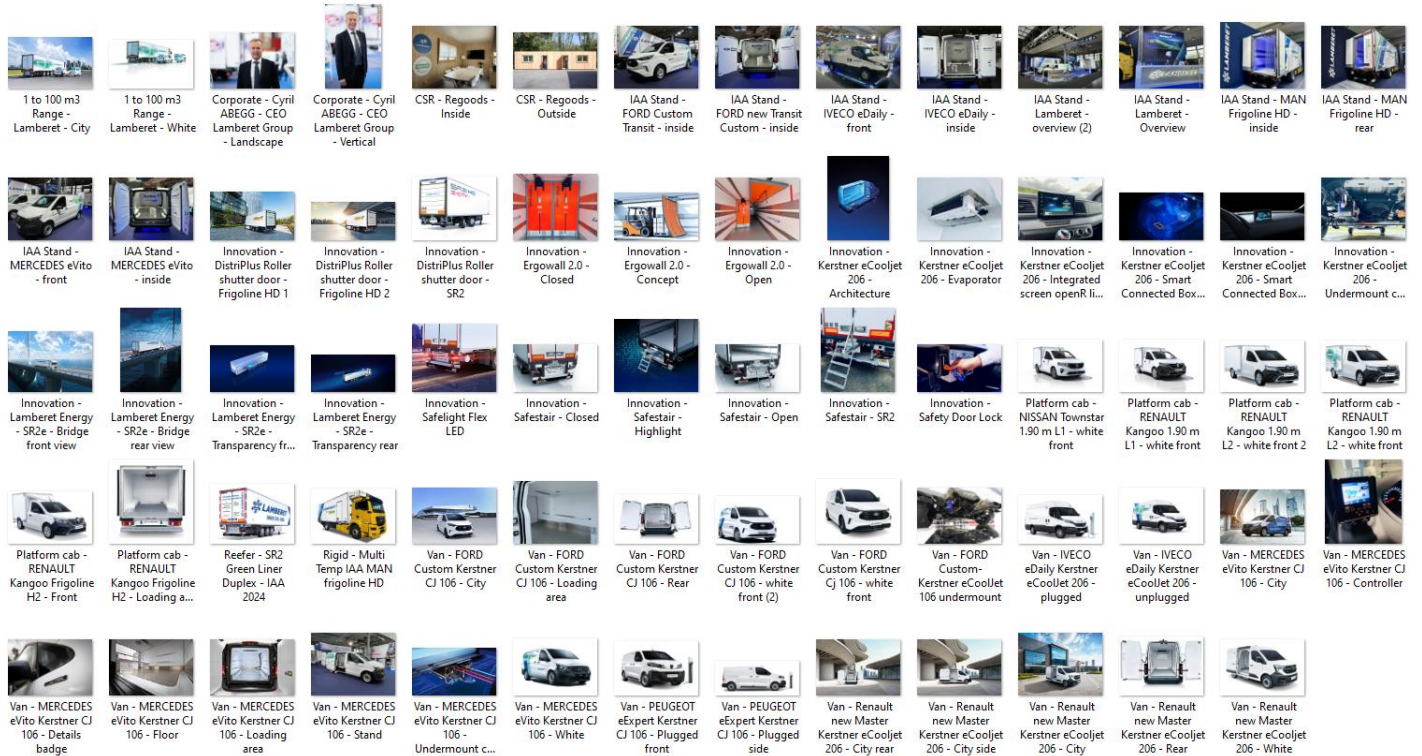 1 to 100 m3
Range -
Lamberet - City
1 to 100 m3
Range -
Lamberet - White
Corporate - Cyril
ABEGG - CEO
Lamberet Group
- Landscape
Corporate - Cyril
ABEGG - CEO
Lamberet Group
- Vertical
CSR - Regoods -
Inside
CSR - Regoods -
Outside
IAA Stand -
FORD Custom
Transit - inside
IAA Stand -
FORD new Transit
Custom - inside
IAA Stand -
IVECO eDaily -
front
IAA Stand -
IVECO eDaily -
inside
IAA Stand -
Lamberet -
overview (2)
IAA Stand -
Lamberet -
Overview
IAA Stand - MAN
Frigoline HD -
inside
IAA Stand - MAN
Frigoline HD -
rear
IAA Stand -
MERCEDES eVito
- front
IAA Stand -
MERCEDES eVito
- inside
Innovation -
DistriPlus Roller
shutter door -
Frigoline HD 1
Innovation -
DistriPlus Roller
shutter door -
Frigoline HD 2
Innovation -
DistriPlus Roller
shutter door -
SR2
Innovation -
Ergowall 2.0 -
Closed
Innovation -
Ergowall 2.0 -
Concept
Innovation -
Ergowall 2.0 -
Open
Innovation -
Kerstner eCooljet
206 -
Architecture
Innovation -
Kerstner eCooljet
206 - Evaporator
Innovation -
Kerstner eCooljet
206 - Integrated
screen openR li...
Innovation -
Kerstner eCooljet
206 - Smart
Connected Box...
Innovation -
Kerstner eCooljet
206 - Smart
Connected Box...
Innovation -
Kerstner eCooljet
206 -
Undermount c...
Innovation -
Lamberet Energy
- SR2e - Bridge
front view
Innovation -
Lamberet Energy
- SR2e - Bridge
rear view
Innovation -
Lamberet Energy
- SR2e -
Transparency fr...
Innovation -
Lamberet Energy
- SR2e -
Transparency rear
Innovation -
Safelight Flex
LED
Innovation -
Safestair - Closed
Innovation -
Safestair -
Highlight
Innovation -
Safestair - Open
Innovation -
Safestair - SR2
Innovation -
Safety Door Lock
Platform cab -
NISSAN Townstar
1.90 m L1 - white
front
Platform cab -
RENAULT
Kangoo 1.90 m
L1 - white front
Platform cab -
RENAULT
Kangoo 1.90 m
L2 - white front 2
Platform cab -
RENAULT
Kangoo 1.90 m
L2 - white front
Platform cab -
RENAULT
Kangoo Frigoline
H2 - Front
Platform cab -
RENAULT
Kangoo Frigoline
H2 - Loading a...
LAMBERET
Reefer - SR2
Green Liner
Duplex - IAA
2024
Rigid - Multi
Temp IAA MAN
frigoline HD
Van - FORD
Custom Kerstner
CJ 106 - City
Van - FORD
Custom Kerstner
CJ 106 - Loading
area
Van - FORD
Custom Kerstner
CJ 106 - Rear
Van - FORD
Custom Kerstner
CJ 106 - white
front (2)
Van - FORD
Custom Kerstner
Cj 106 - white
front
Van - FORD
Custom-
Kerstner eCoolJet
106 undermount
Van - IVECO
eDaily Kerstner
eCoolJet 206 -
plugged
Van - IVECO
eDaily Kerstner
eCoolJet 206 -
unplugged
Van - MERCEDES
eVito Kerstner CJ
106 - City
Van - MERCEDES
eVito Kerstner CJ
106 - Controller
Van - MERCEDES
eVito Kerstner CJ
106 - Details
badge
Van - MERCEDES
eVito Kerstner CJ
106 - Floor
Van - MERCEDES
eVito Kerstner CJ
106 - Loading
area
Van - MERCEDES
eVito Kerstner CJ
106 - Stand
Van - MERCEDES
eVito Kerstner CJ
106 -
Undermount c...
Van - MERCEDES
eVito Kerstner CJ
106 - White
Van - PEUGEOT
eExpert Kerstner
CJ 106 - Plugged
front
Van - PEUGEOT
eExpert Kerstner
CJ 106 - Plugged
side
Van - Renault
new Master
Kerstner eCooljet
206 - City rear
Van - Renault
new Master
Kerstner eCooljet
206 - City side
Van - Renault
new Master
Kerstner eCooljet
206 - City
Van - Renault
new Master
Kerstner eCooljet
206 - Rear
Van - Renault
new Master
Kerstner eCooljet
206 - White